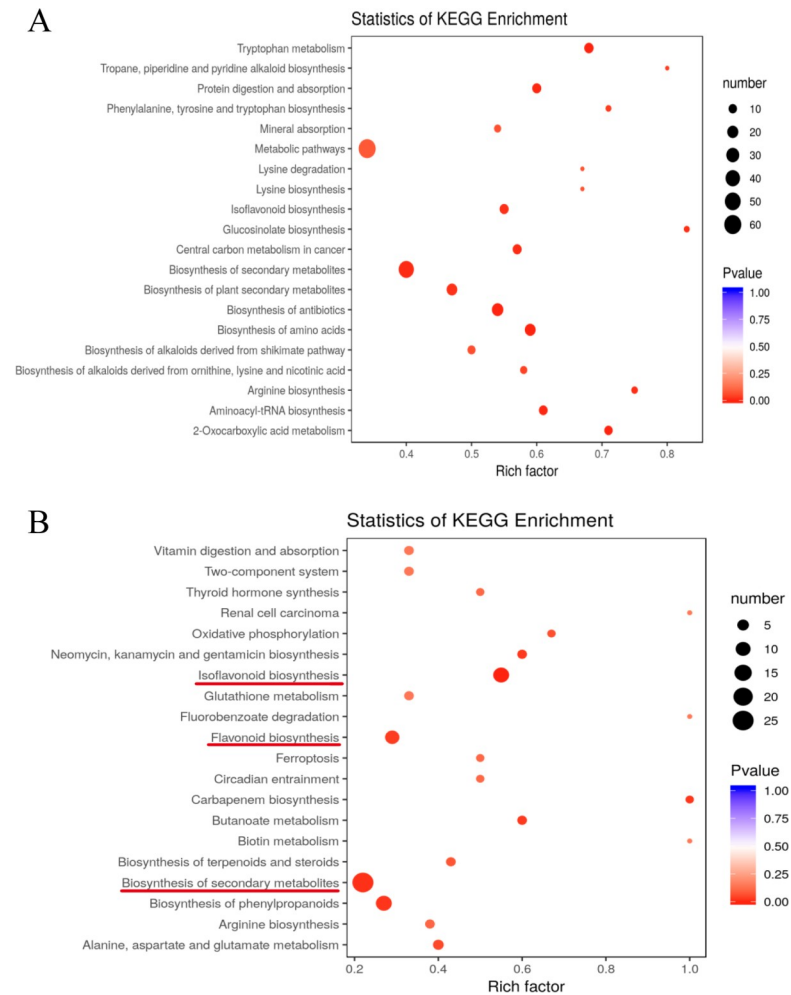 A
Statistics of KEGG Enrichment
Tryptophan metabolism
Tropane, piperidine and pyridine alkaloid biosynthesis
Protein digestion and absorption
Phenylalanine, tyrosine and tryptophan biosynthesis
Mineral absorption
Metabolic pathways
Lysine degradation
Lysine biosynthesis
Isoflavonoid biosynthesis
Glucosinolate biosynthesis
Central carbon metabolism in cancer
Biosynthesis of secondary metabolites
Biosynthesis of plant secondary metabolites
Biosynthesis of antibiotics
Biosynthesis of amino acids
Biosynthesis of alkaloids derived from shikimate pathway
Biosynthesis of alkaloids derived from ornithine, lysine and nicotinic acid
Arginine biosynthesis
Aminoacyl-tRNA biosynthesis
2-Oxocarboxylic acid metabolism
0.4 0.5 0.6 0.7 0.8
Rich factor
number
10
20
30
40
50
60
Pvalue
1.00
0.75
0.50
0.25
0.00
B
Statistics of KEGG Enrichment
Vitamin digestion and absorption
Two-component system
Thyroid hormone synthesis
Renal cell carcinoma
Oxidative phosphorylation
Neomycin, kanamycin and gentamicin biosynthesis
Isoflavonoid biosynthesis
Glutathione metabolism
Fluorobenzoate degradation
Flavonoid biosynthesis
Ferroptosis
Circadian entrainment
Carbapenem biosynthesis
Butanoate metabolism
Biotin metabolism
Biosynthesis of terpenoids and steroids
Biosynthesis of secondary metabolites
Biosynthesis of phenylpropanoids
Arginine biosynthesis
Alanine, aspartate and glutamate metabolism
0.2 0.4 0.6 0.8 1.0
Rich factor
number
5
10
15
20
25
Pvalue
1.00
0.75
0.50
0.25
0.00